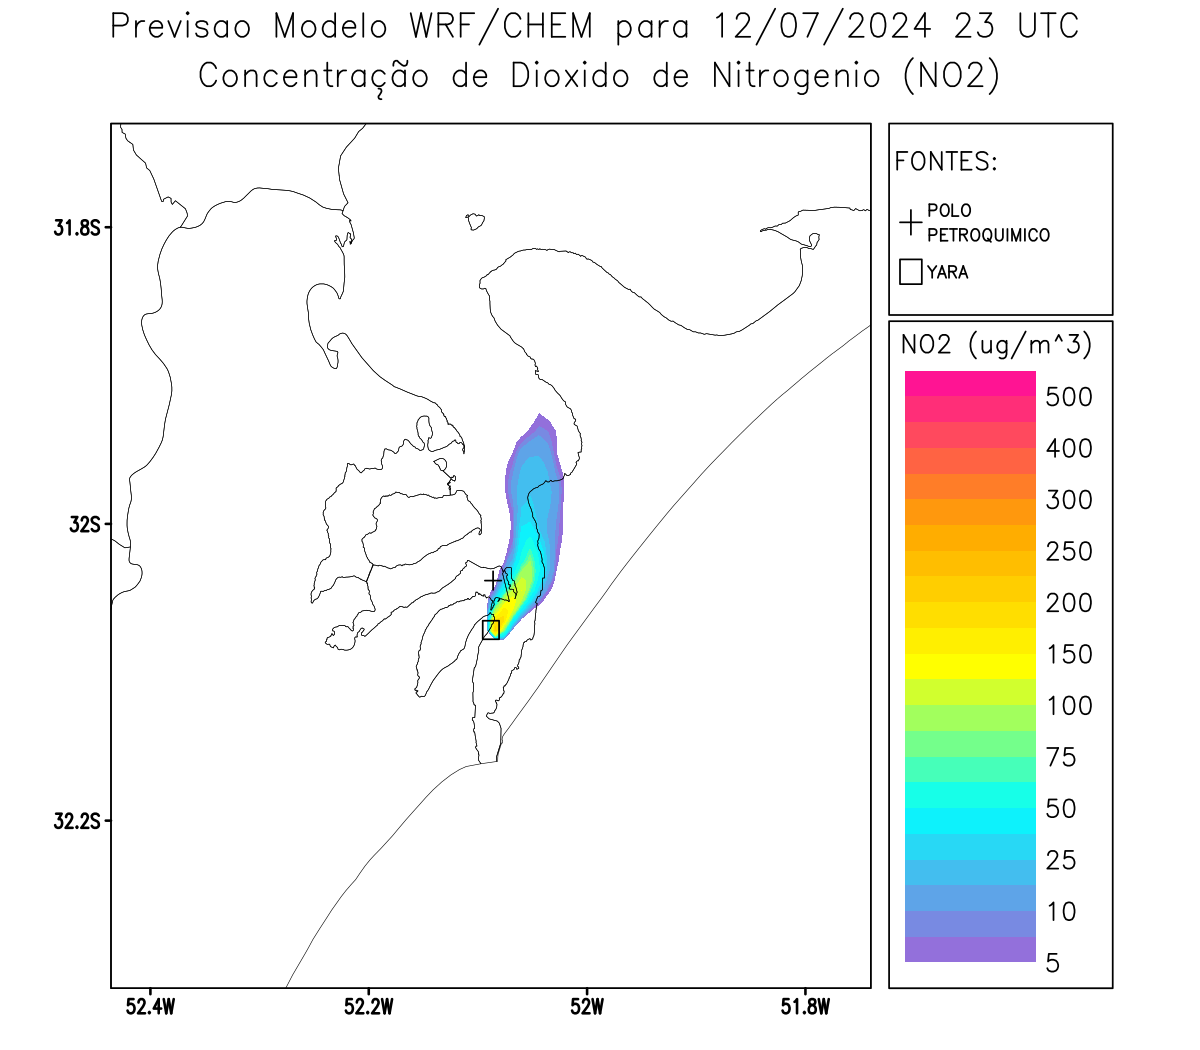 Previsao Modelo WRF/CHEM para 12/07/2024 23 UTC
Concentração de Dioxido de Nitrogenio (NO2)
FONTES:
POLO
PETROQUIMICO
YARA
NO2 (ug/m^3)
500
400
300
250
200
150
100
75
50
25
10
5
31.8S
32S
32.2S
52.4W
52.2W
52W
51.8W